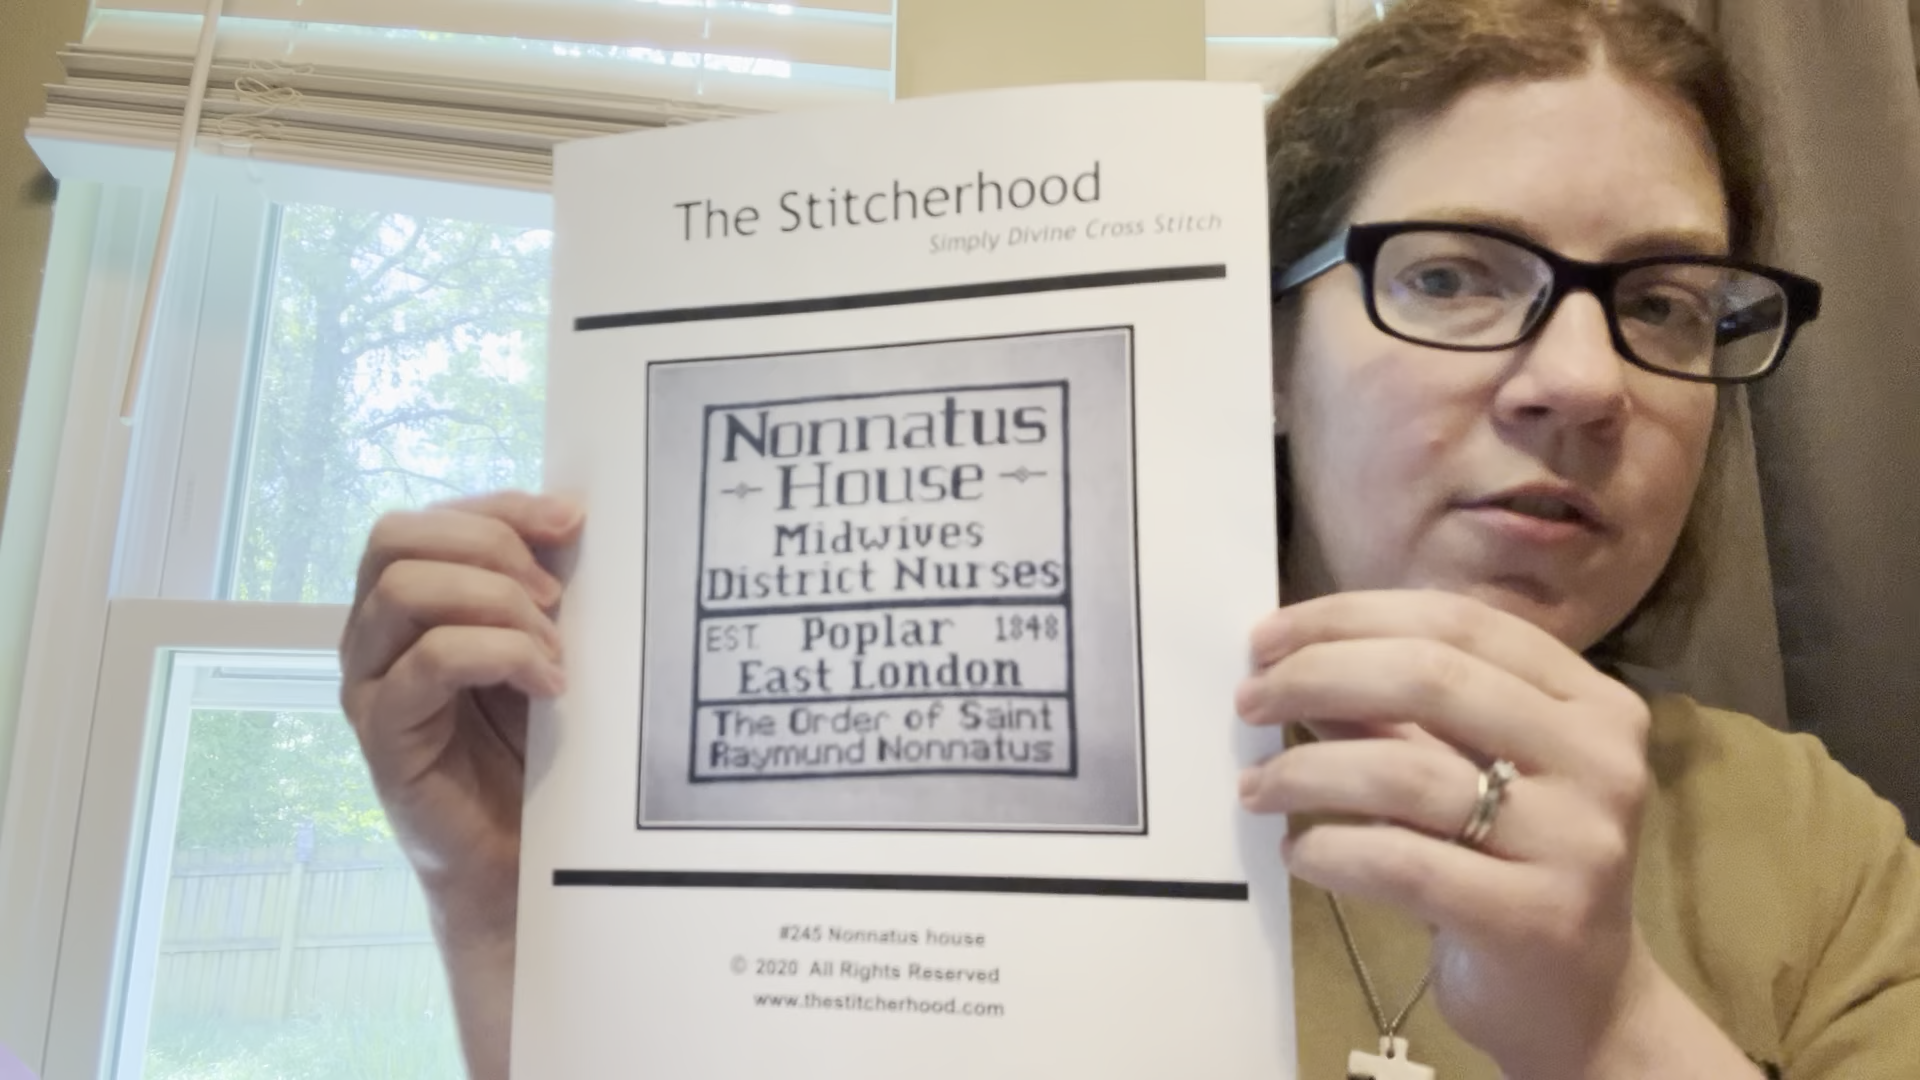 The Stitcherhood
Simply Divine Cross Stitch
Nonnatus
House
Midwives
District Nurses
EST. Poplar 1848
East London
The Order of Saint
Raymund Nonnatus
#245 Nonnatus house
© 2020 All Rights Reserved
www.thestitcherhood.com